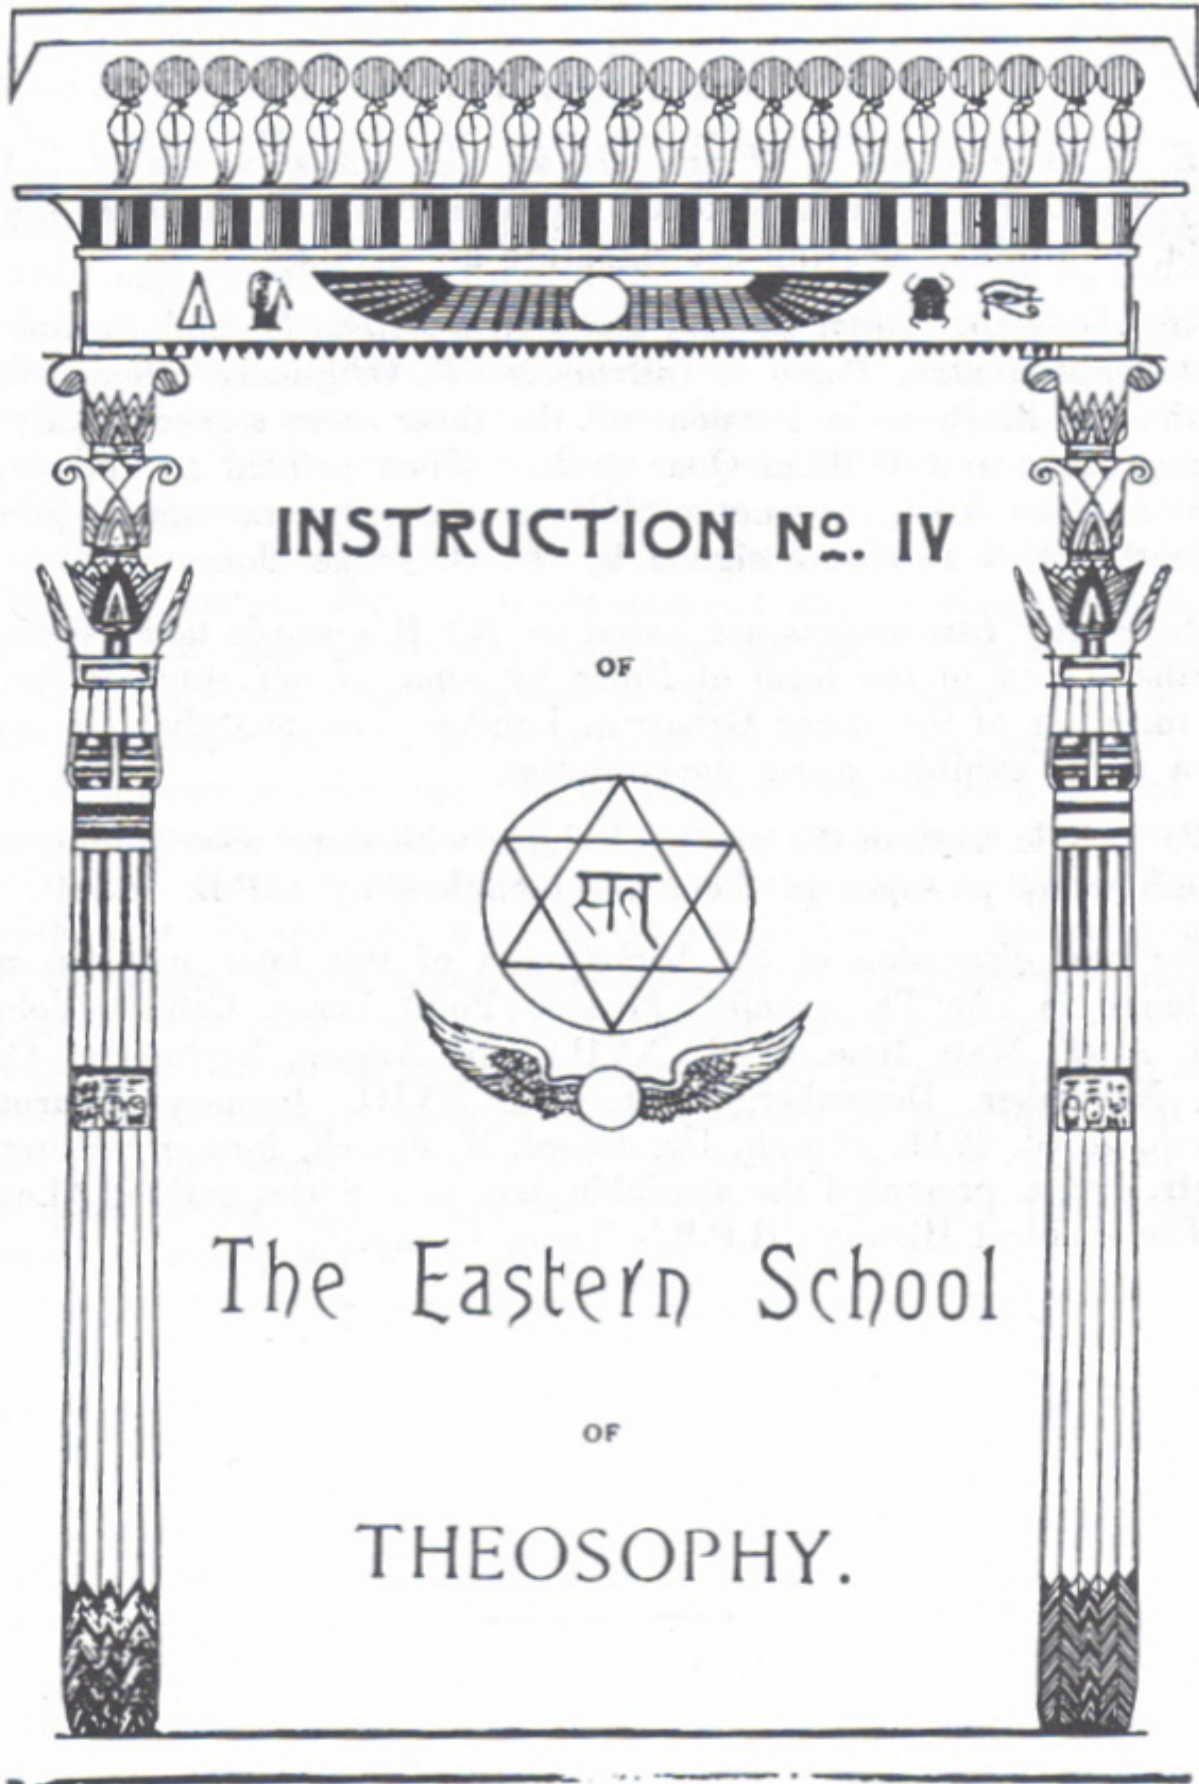 INSTRUCTION No. IV
OF
सत्
The Eastern School
OF
THEOSOPHY.